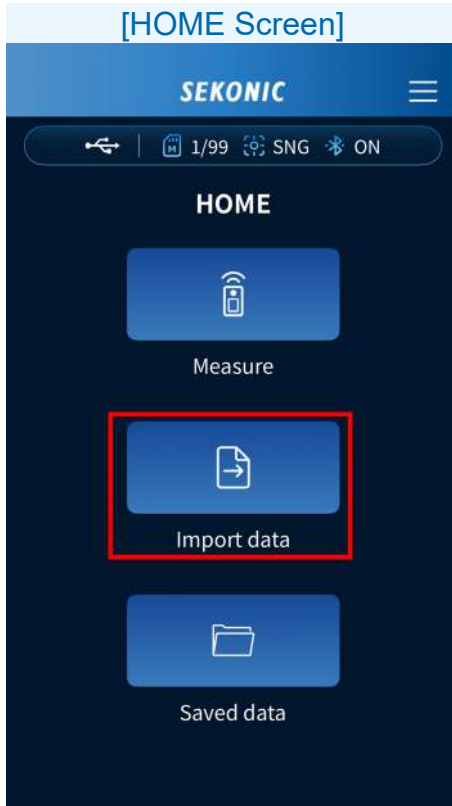 [HOME Screen]
SEKONIC
M 1/99 SNG ON
HOME
Measure
Import data
Saved data